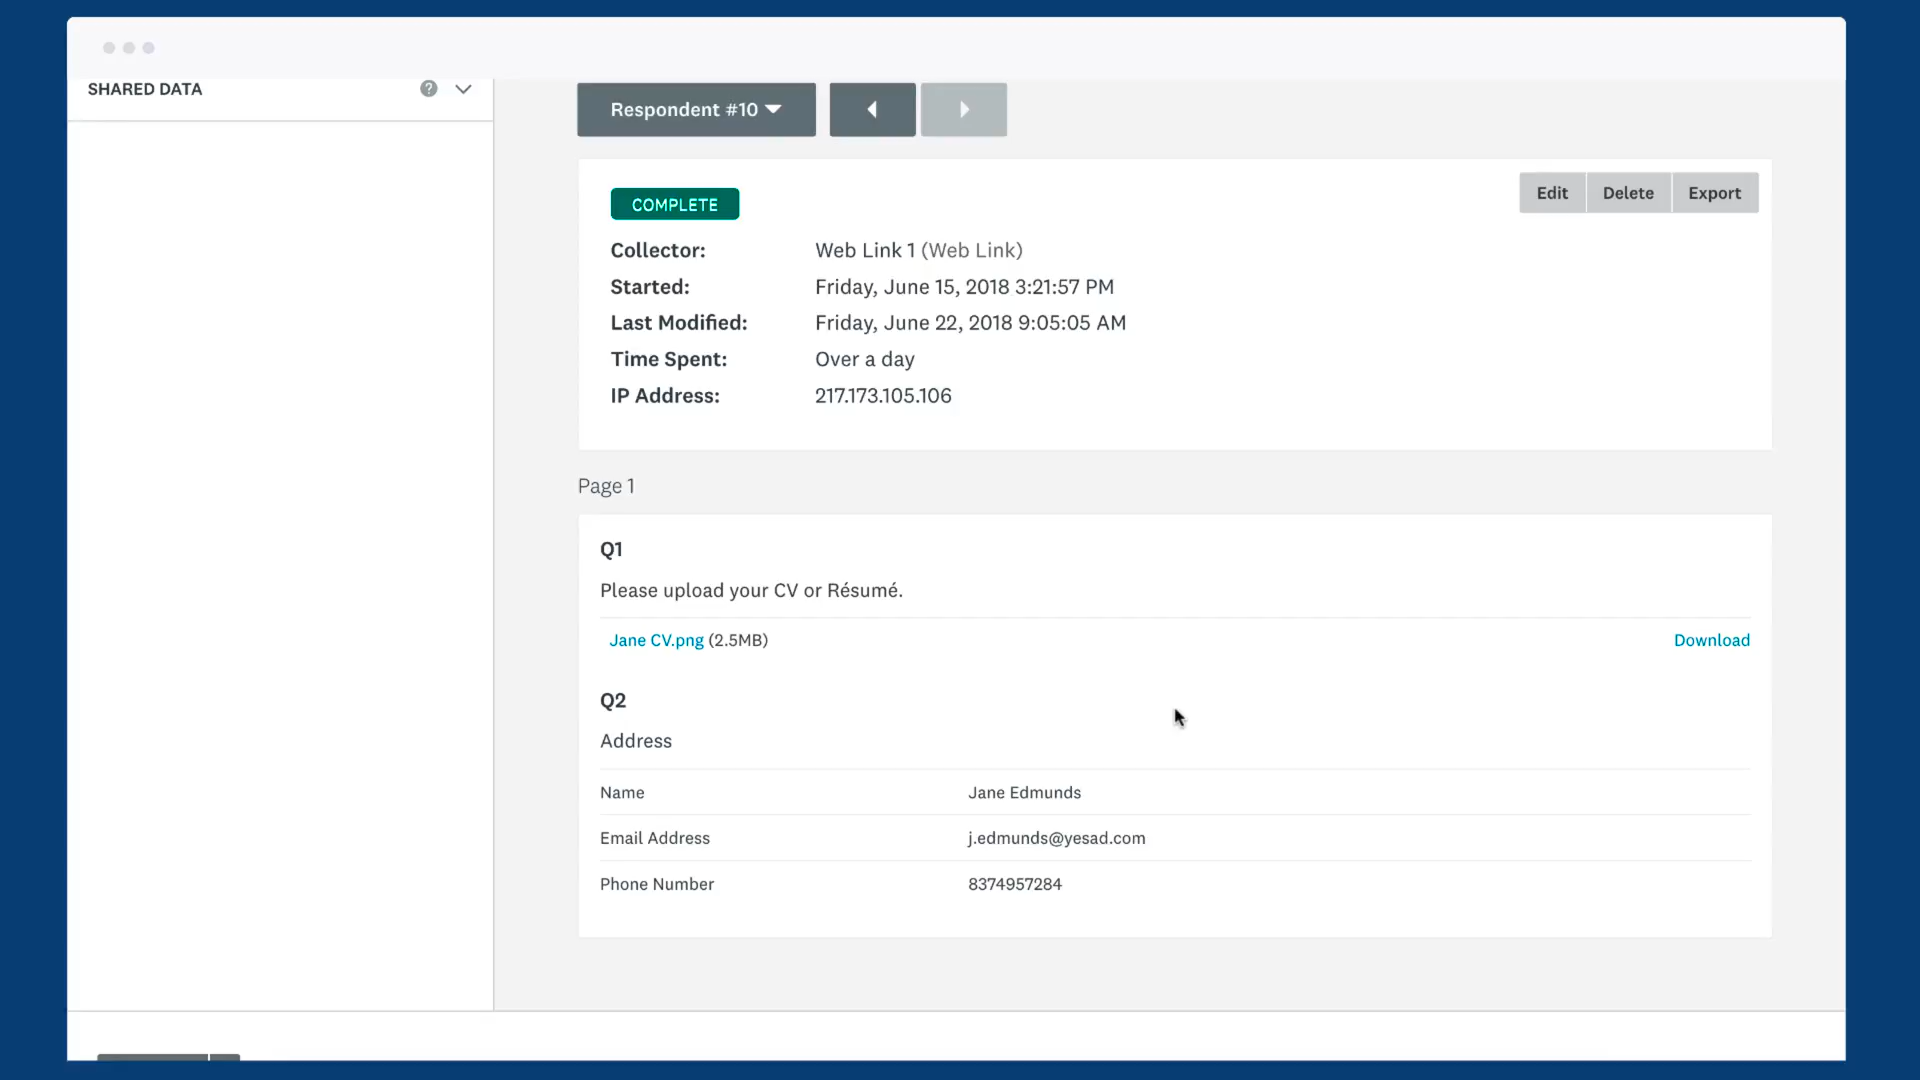 SHARED DATA ?
Respondent #10
COMPLETE
Edit Delete Export
Collector: Web Link 1 (Web Link)
Started: Friday, June 15, 2018 3:21:57 PM
Last Modified: Friday, June 22, 2018 9:05:05 AM
Time Spent: Over a day
IP Address: 217.173.105.106
Page 1
Q1
Please upload your CV or Résumé.
Jane CV.png (2.5MB) Download
Q2
Address
Name Jane Edmunds
Email Address j.edmunds@yesad.com
Phone Number 8374957284